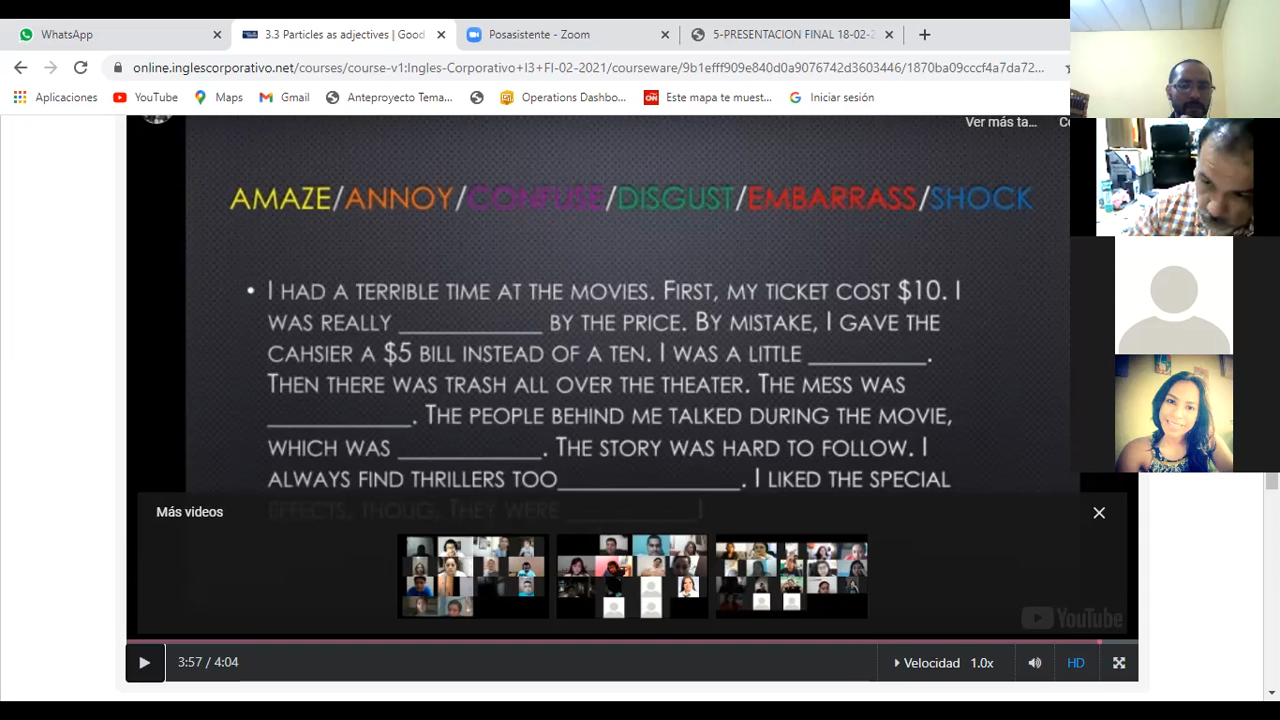 WhatsApp
3.3 Particles as adjectives | Good
Posasistente - Zoom
5-PRESENTACION FINAL 18-02-2
online.inglescorporativo.net/courses/course-v1:Ingles-Corporativo+I3+FI-02-2021/courseware/9b1efff909e840d0a9076742d3603446/1870ba09cccf4a7da72...
Aplicaciones
YouTube
Maps
Gmail
Anteproyecto Tema...
Operations Dashbo...
Este mapa te muest...
Iniciar sesión
Ver más ta...
AMAZE/ANNOY/CONFUSE/DISGUST/EMBARRASS/SHOCK
• I HAD A TERRIBLE TIME AT THE MOVIES. FIRST, MY TICKET COST $10. I
WAS REALLY ____________ BY THE PRICE. BY MISTAKE, I GAVE THE
CAHSIER A $5 BILL INSTEAD OF A TEN. I WAS A LITTLE __________.
THEN THERE WAS TRASH ALL OVER THE THEATER. THE MESS WAS
____________. THE PEOPLE BEHIND ME TALKED DURING THE MOVIE,
WHICH WAS ____________. THE STORY WAS HARD TO FOLLOW. I
ALWAYS FIND THRILLERS TOO________________. I LIKED THE SPECIAL
EFFECTS, THOUG. THEY WERE ___________!
Más videos
YouTube
3:57 / 4:04
Velocidad 1.0x
HD